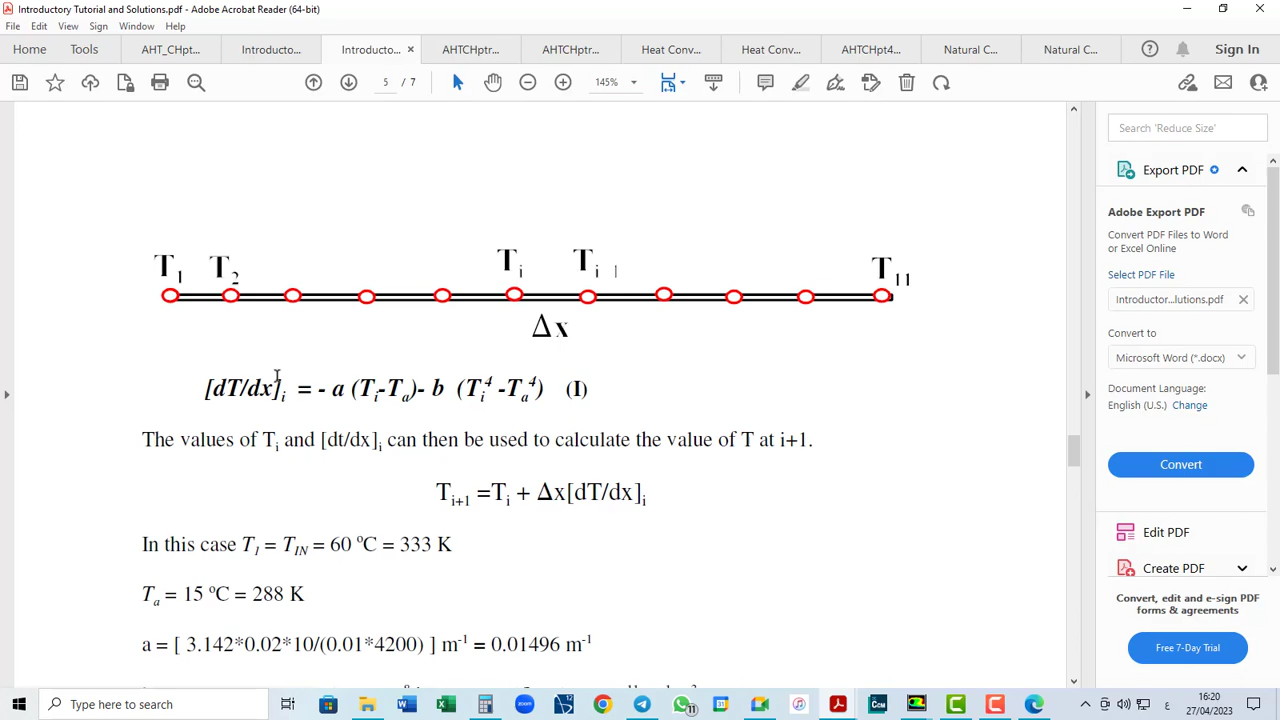 Introductory Tutorial and Solutions.pdf - Adobe Acrobat Reader (64-bit)
File Edit View Sign Window Help
Home Tools AHT_CHpt... Introducto... Introducto... × AHTCHptr... AHTCHptr... Heat Conv... Heat Conv... AHTCHpt4... Natural C... Natural C... Sign In
5 / 7 145%
T1 T2 Ti Ti 1 T11
Δx
[dT/dx]i = - a (Ti-Ta)- b (Ti⁴ -Ta⁴) (I)
The values of Ti and [dt/dx]i can then be used to calculate the value of T at i+1.
Ti+1 =Ti + Δx[dT/dx]i
In this case T1 = TIN = 60 ºC = 333 K
Ta = 15 ºC = 288 K
a = [ 3.142*0.02*10/(0.01*4200) ] m-1 = 0.01496 m-1
Search 'Reduce Size'
Export PDF
Adobe Export PDF
Convert PDF Files to Word
or Excel Online
Select PDF File
Introductor...lutions.pdf ×
Convert to
Microsoft Word (*.docx)
Document Language:
English (U.S.) Change
Convert
Edit PDF
Create PDF
Convert, edit and e-sign PDF
forms & agreements
Free 7-Day Trial
Type here to search
zoom
11
31
Com
ع
16:20
27/04/2023